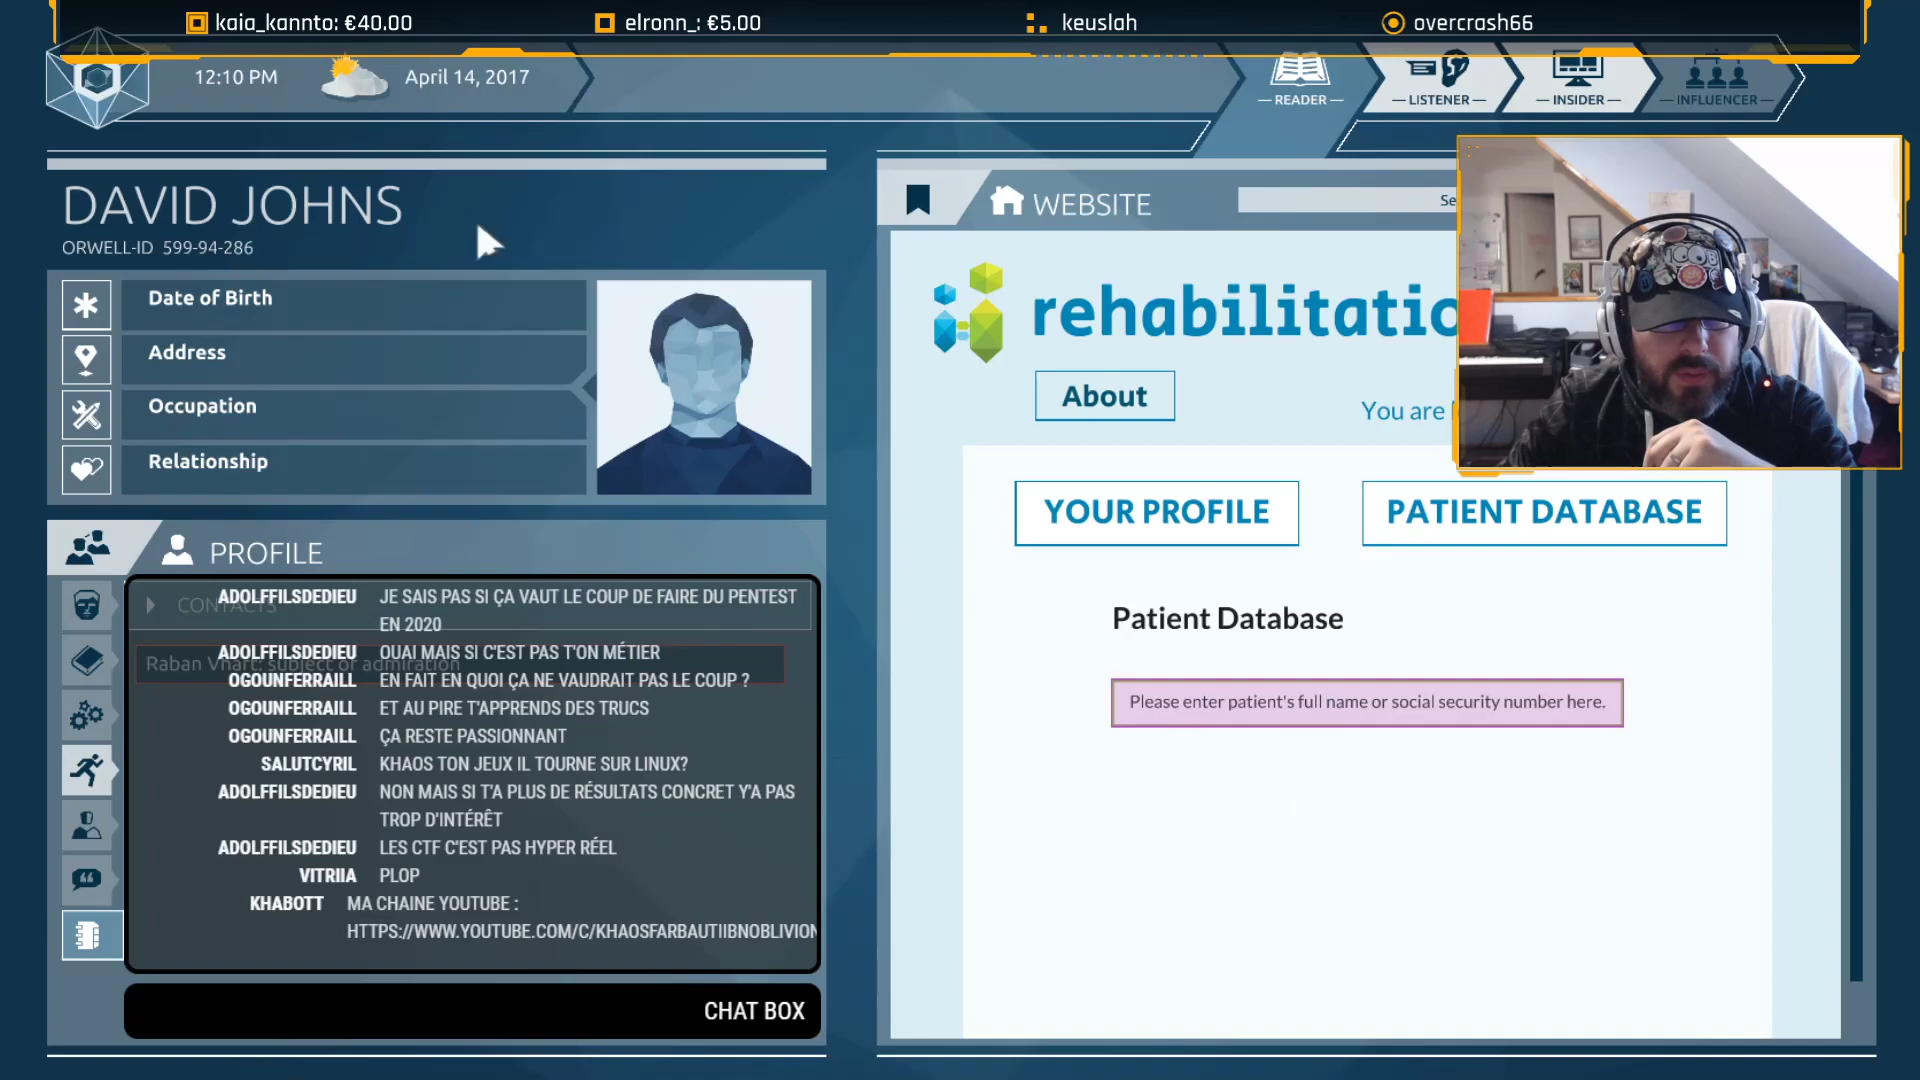 kaia_kannto: €40.00
elronn_: €5.00
keuslah
overcrash66
12:10 PM
April 14, 2017
READER
LISTENER
INSIDER
INFLUENCER
DAVID JOHNS
ORWELL-ID 599-94-286
Date of Birth
Address
Occupation
Relationship
PROFILE
CONTACTS
Raban Vhart: subject of admiration
ADOLFFILSDEDIEU JE SAIS PAS SI ÇA VAUT LE COUP DE FAIRE DU PENTEST
EN 2020
ADOLFFILSDEDIEU OUAI MAIS SI C'EST PAS T'ON MÉTIER
OGOUNFERRAILL EN FAIT EN QUOI ÇA NE VAUDRAIT PAS LE COUP ?
OGOUNFERRAILL ET AU PIRE T'APPRENDS DES TRUCS
OGOUNFERRAILL ÇA RESTE PASSIONNANT
SALUTCYRIL KHAOS TON JEUX IL TOURNE SUR LINUX?
ADOLFFILSDEDIEU NON MAIS SI T'A PLUS DE RÉSULTATS CONCRET Y'A PAS
TROP D'INTÉRÊT
ADOLFFILSDEDIEU LES CTF C'EST PAS HYPER RÉEL
VITRIIA PLOP
KHABOTT MA CHAINE YOUTUBE :
HTTPS://WWW.YOUTUBE.COM/C/KHAOSFARBAUTIIBNOBLIVION
CHAT BOX
WEBSITE
Se
rehabilitatio
About
You are
YOUR PROFILE
PATIENT DATABASE
Patient Database
Please enter patient's full name or social security number here.